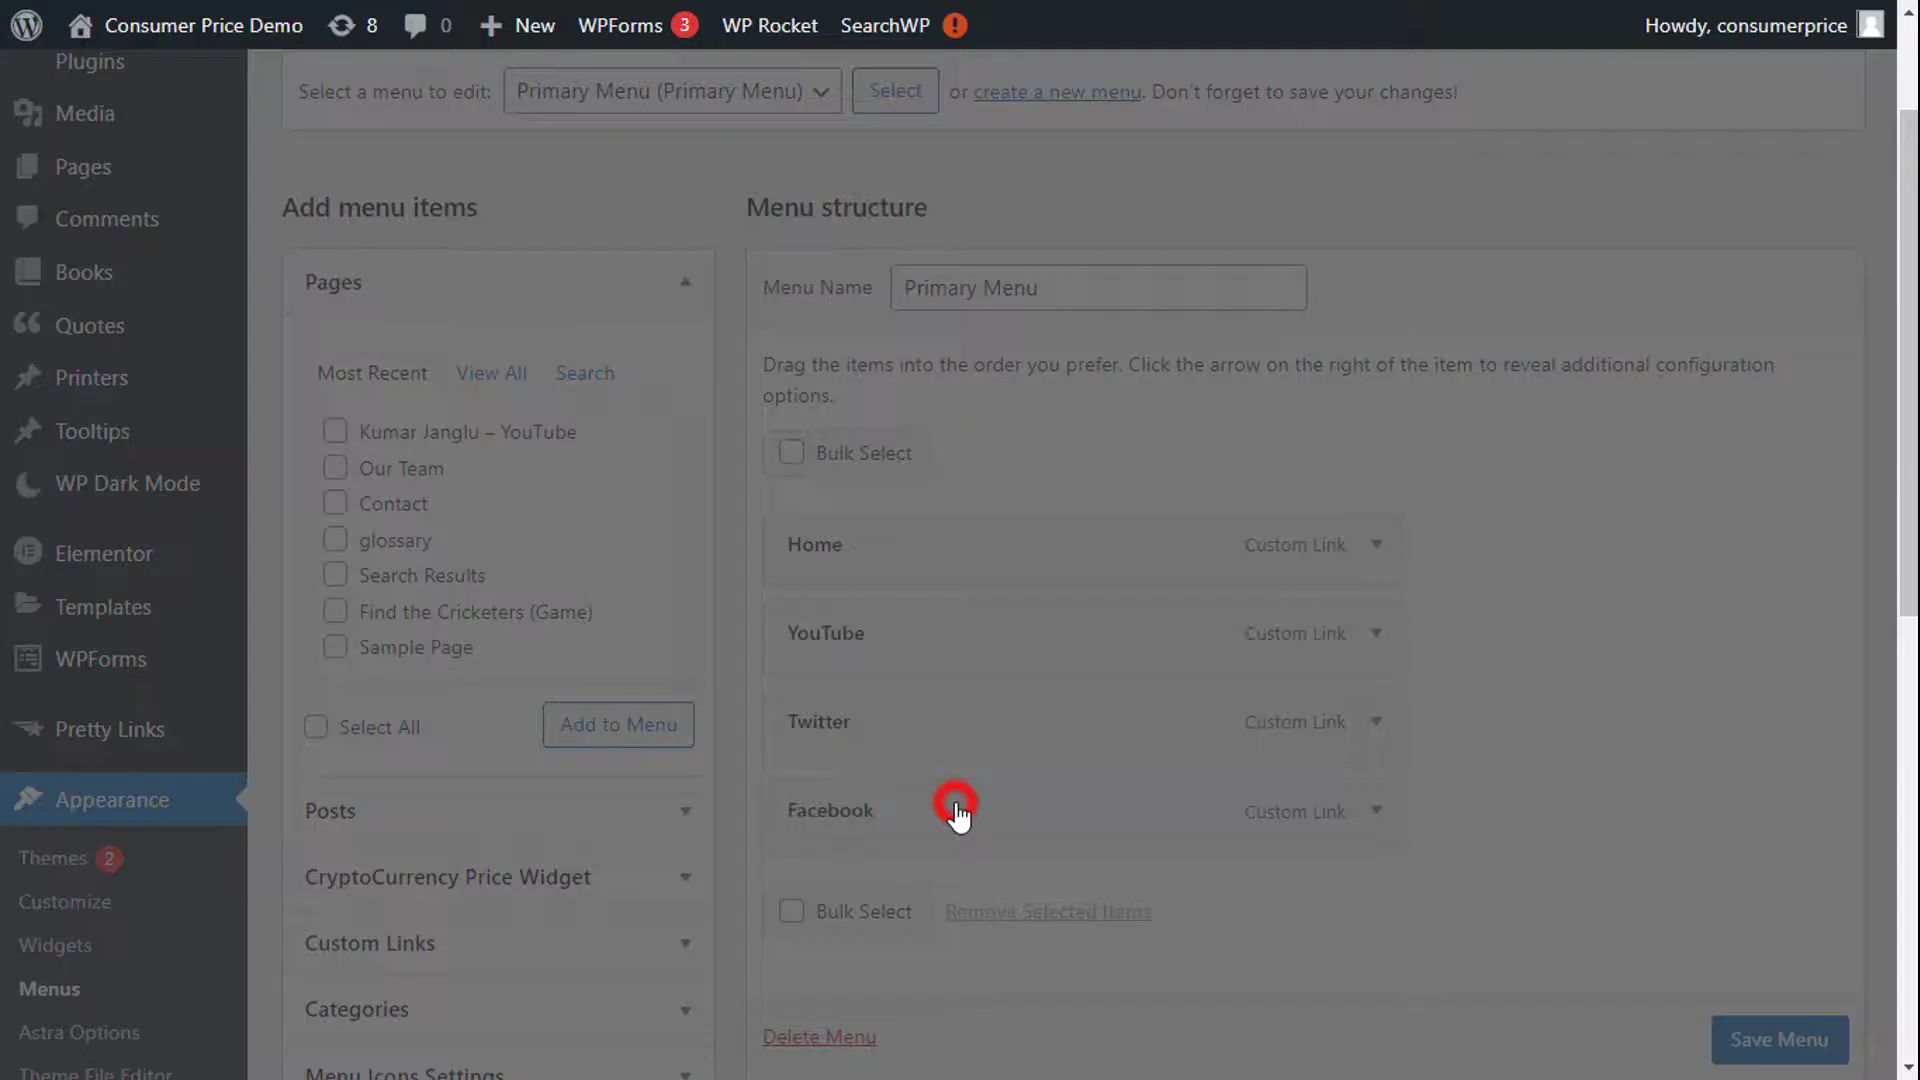 Consumer Price Demo 8 0 New WPForms 3 WP Rocket SearchWP ! Howdy, consumerprice
Plugins
Media
Pages
Comments
Books
Quotes
Printers
Tooltips
WP Dark Mode
Elementor
Templates
WPForms
Pretty Links
Appearance
Themes 2
Customize
Widgets
Menus
Astra Options
Theme File Editor
Select a menu to edit: Primary Menu (Primary Menu) Select or create a new menu. Don't forget to save your changes!
Add menu items
Pages
Most Recent View All Search
Kumar Janglu – YouTube
Our Team
Contact
glossary
Search Results
Find the Cricketers (Game)
Sample Page
Select All Add to Menu
Posts
CryptoCurrency Price Widget
Custom Links
Categories
Menu Icons Settings
Menu structure
Menu Name Primary Menu
Drag the items into the order you prefer. Click the arrow on the right of the item to reveal additional configuration
options.
Bulk Select
Home Custom Link
YouTube Custom Link
Twitter Custom Link
Facebook Custom Link
Bulk Select Remove Selected Items
Delete Menu Save Menu